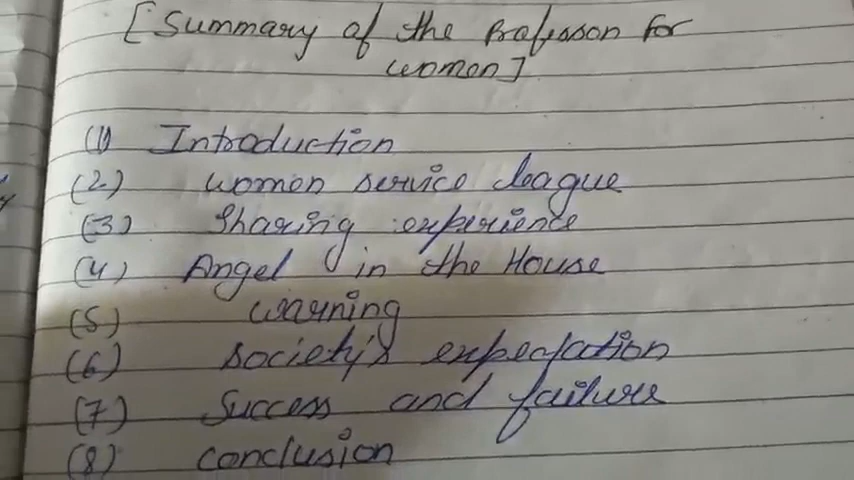 [Summary of the Profession for
women]
(1) Introduction
(2) women service league
(3) Sharing experience
(4) Angel in the House
(5) warning
(6) society's expectation
(7) Success and failure
(8) conclusion